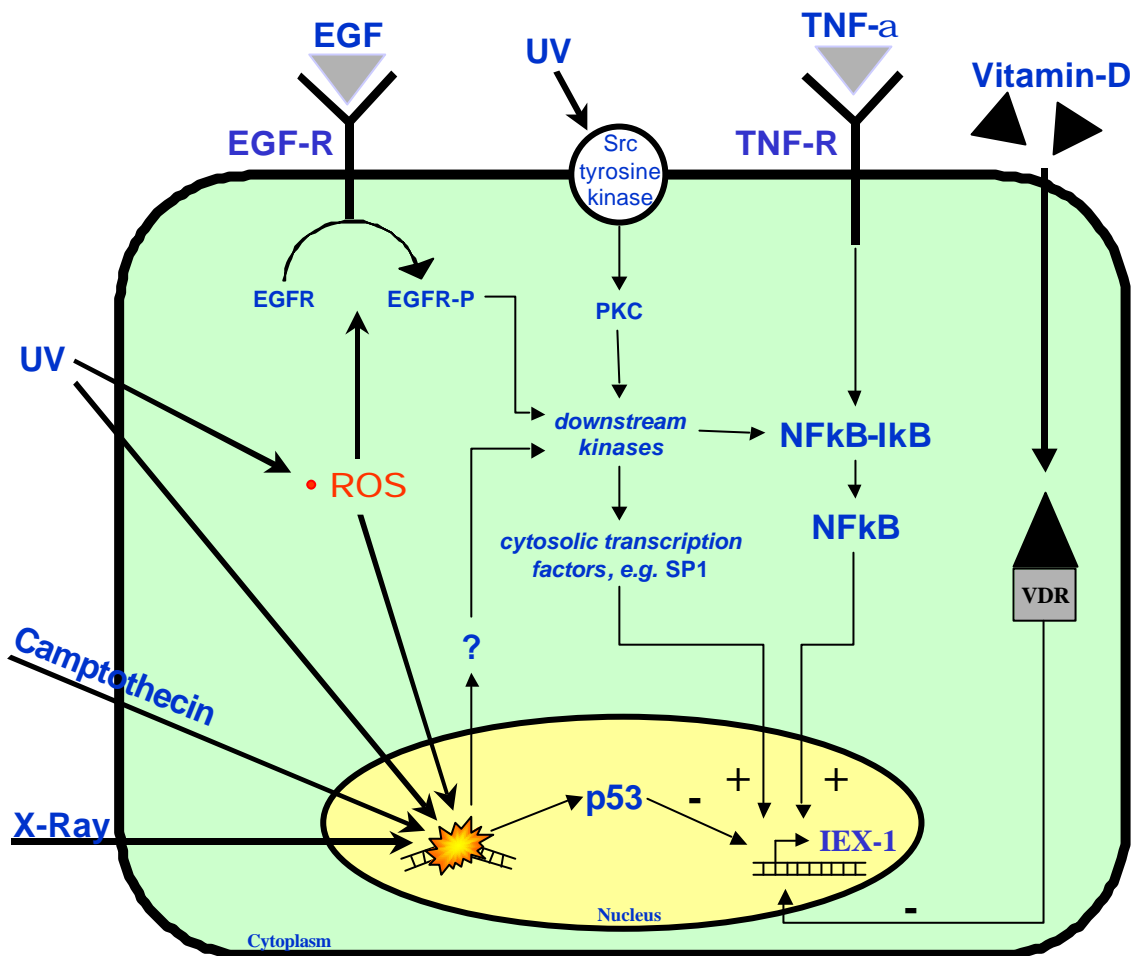 EGF
UV
TNF-a
Vitamin-D
EGF-R
Src
tyrosine
kinase
TNF-R
EGFR
EGFR-P
PKC
UV
downstream
kinases
NFkB-IkB
• ROS
NFkB
cytosolic transcription
factors, e.g. SP1
VDR
?
Camptothecin
X-Ray
p53
-
+
+
IEX-1
-
Nucleus
Cytoplasm